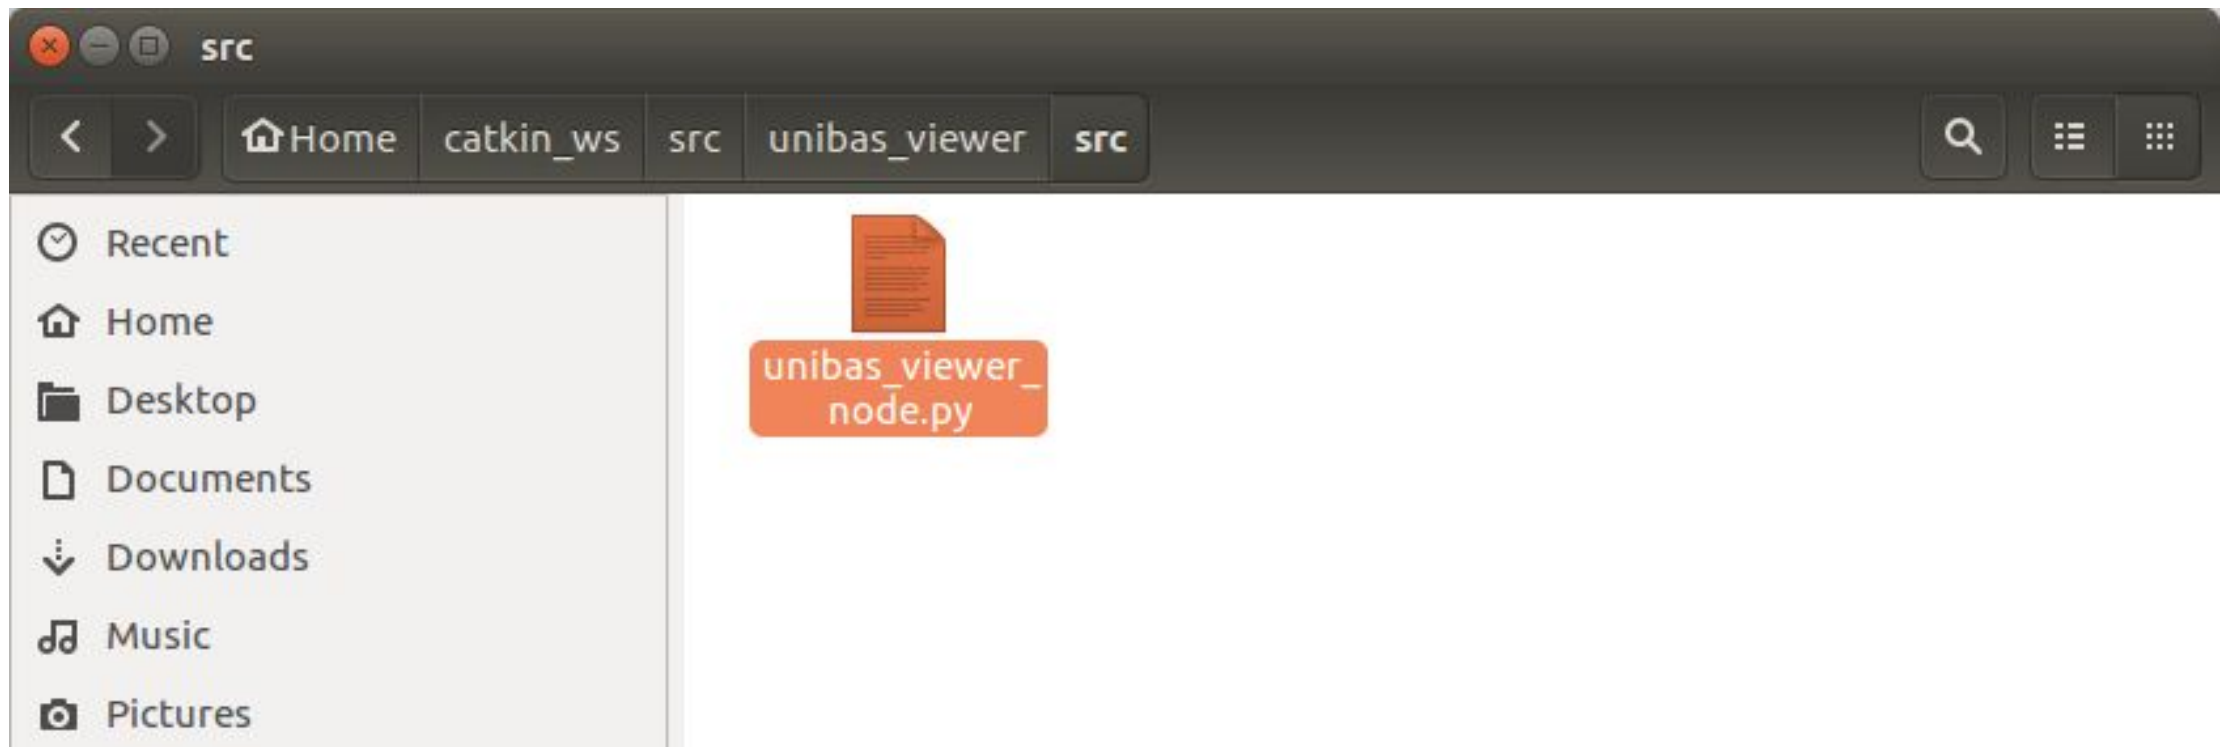 src
Home catkin_ws src unibas_viewer src
Recent
Home
Desktop
Documents
Downloads
Music
Pictures
unibas_viewer_
node.py